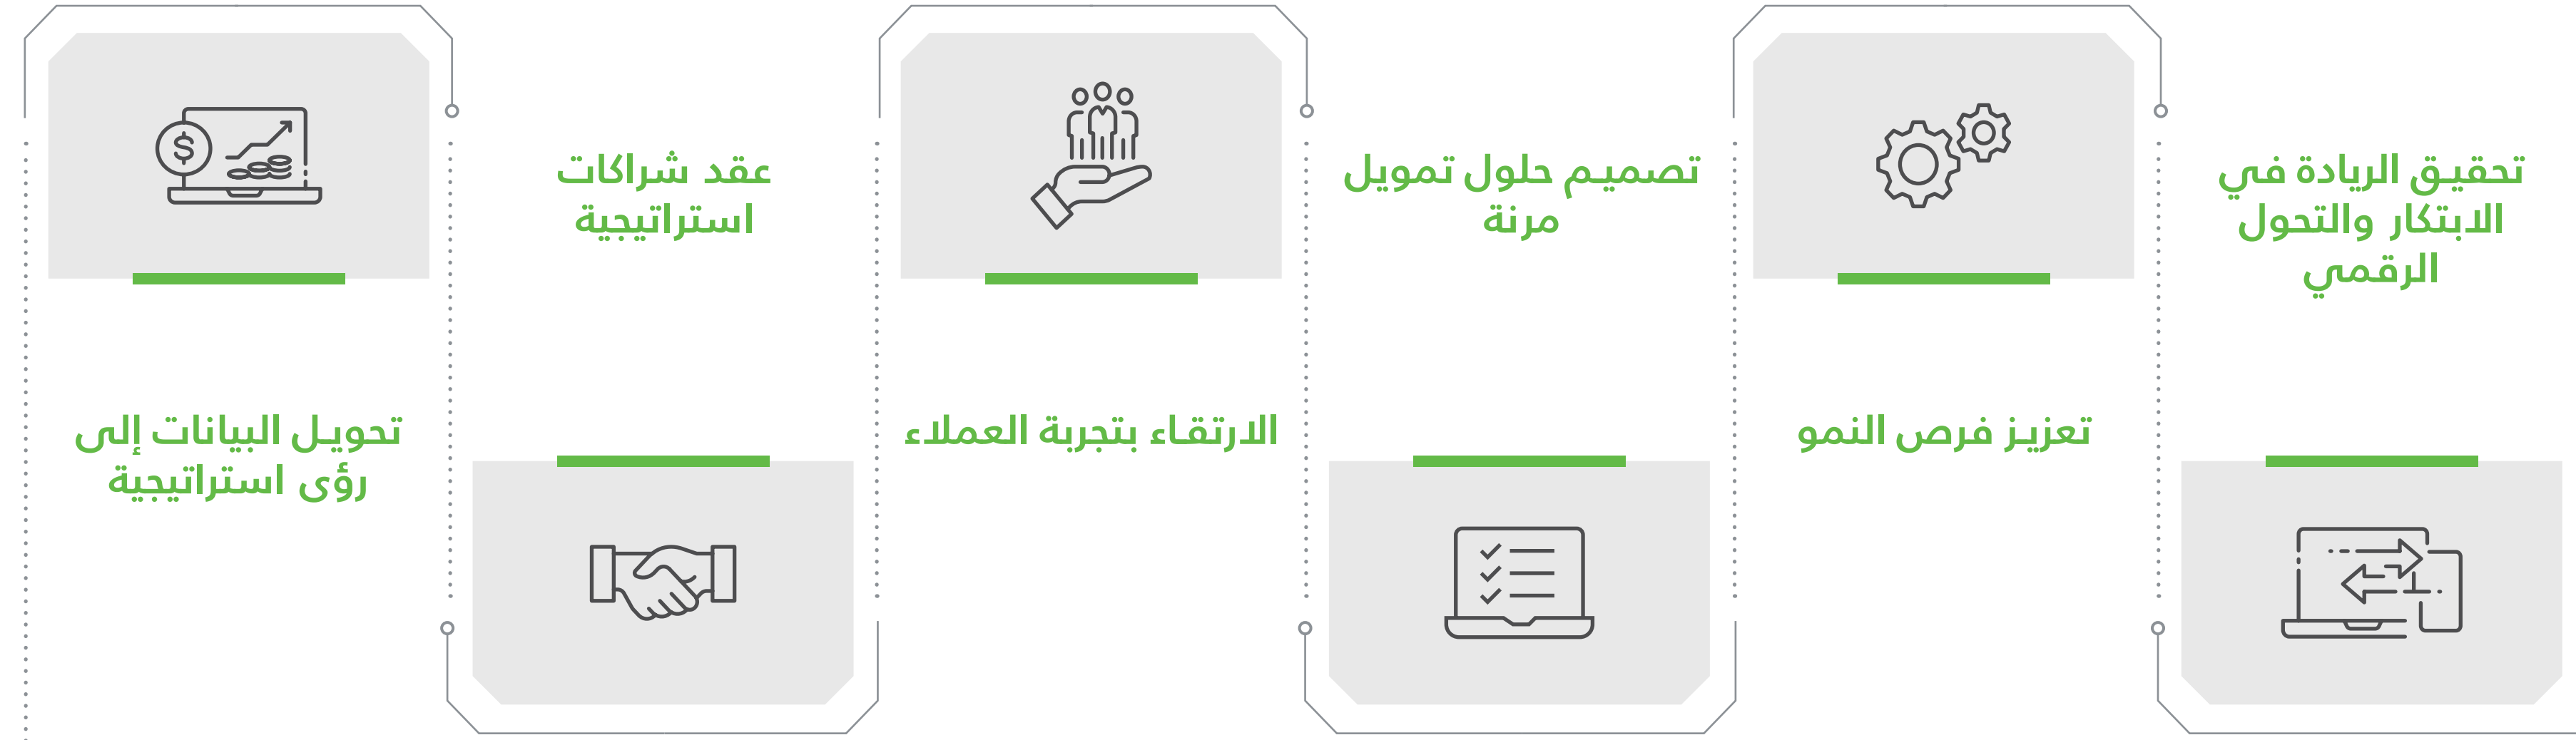 تحقيق الريادة في
الابتكار والتحول
الرقمي
تعزيز فرص النمو
تصميم حلول تمويل
مرنة
الارتقاء بتجربة العملاء
عقد شراكات
استراتيجية
تحويل البيانات إلى
رؤى استراتيجية